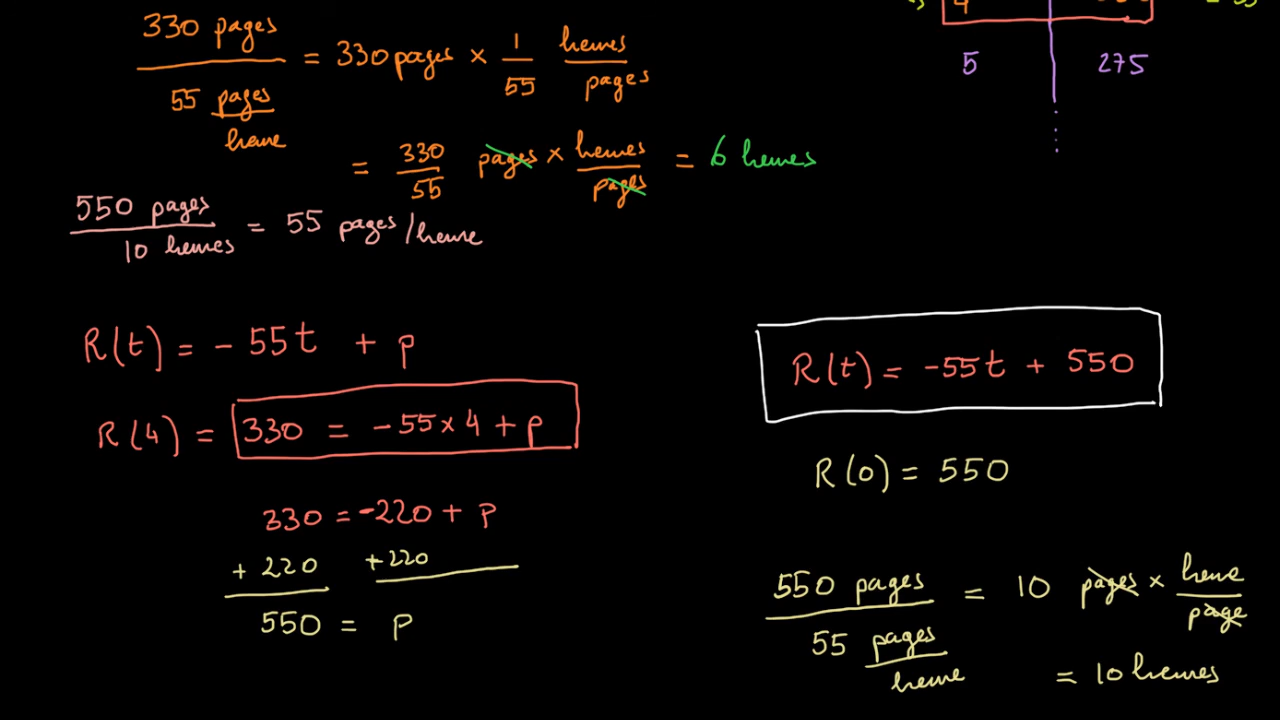 330 pages / 55 pages/heure = 330 pages × 1/55 heures/pages
= 330/55 pages × heures/pages = 6 heures
550 pages / 10 heures = 55 pages/heure
R(t) = -55t + p
R(4) = 330 = -55×4 + p
330 = -220 + p
+ 220 +220
550 = p
4
5 275
R(t) = -55t + 550
R(0) = 550
550 pages / 55 pages/heure = 10 pages × heure/page
= 10 heures